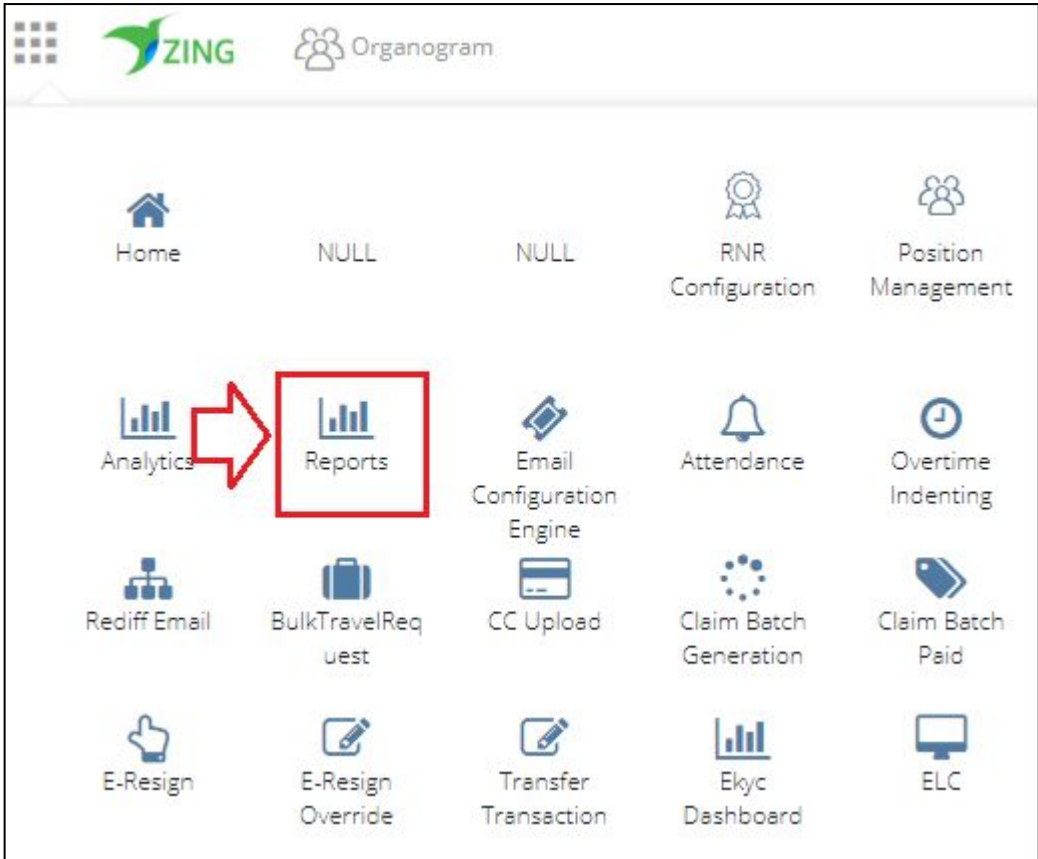 ZING Organogram
Home NULL NULL RNR Position
Configuration Management
Analytics Reports Email Attendance Overtime
Configuration Indenting
Engine
Rediff Email BulkTravelReq CC Upload Claim Batch Claim Batch
uest Generation Paid
E-Resign E-Resign Transfer Ekyc ELC
Override Transaction Dashboard